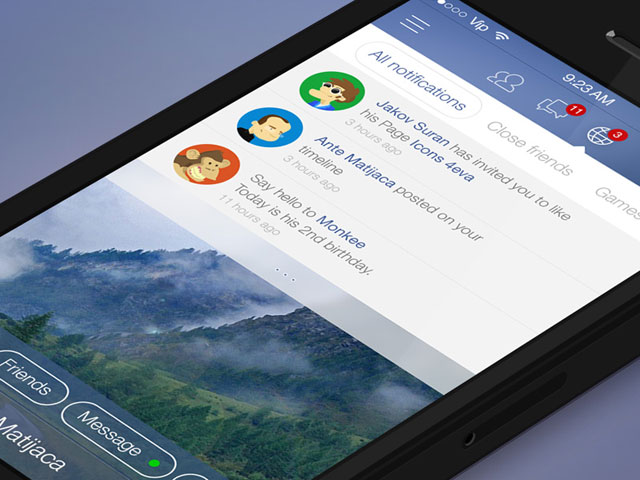 Vip
9:23 AM
11
3
All notifications
Close friends
Games
Jakov Suran has invited you to like
his Page Icons 4eva
3 hours ago
Ante Matijaca posted on your
timeline
3 hours ago
Say hello to Monkee
Today is his 2nd birthday.
11 hours ago
Friends
Message
Matijaca